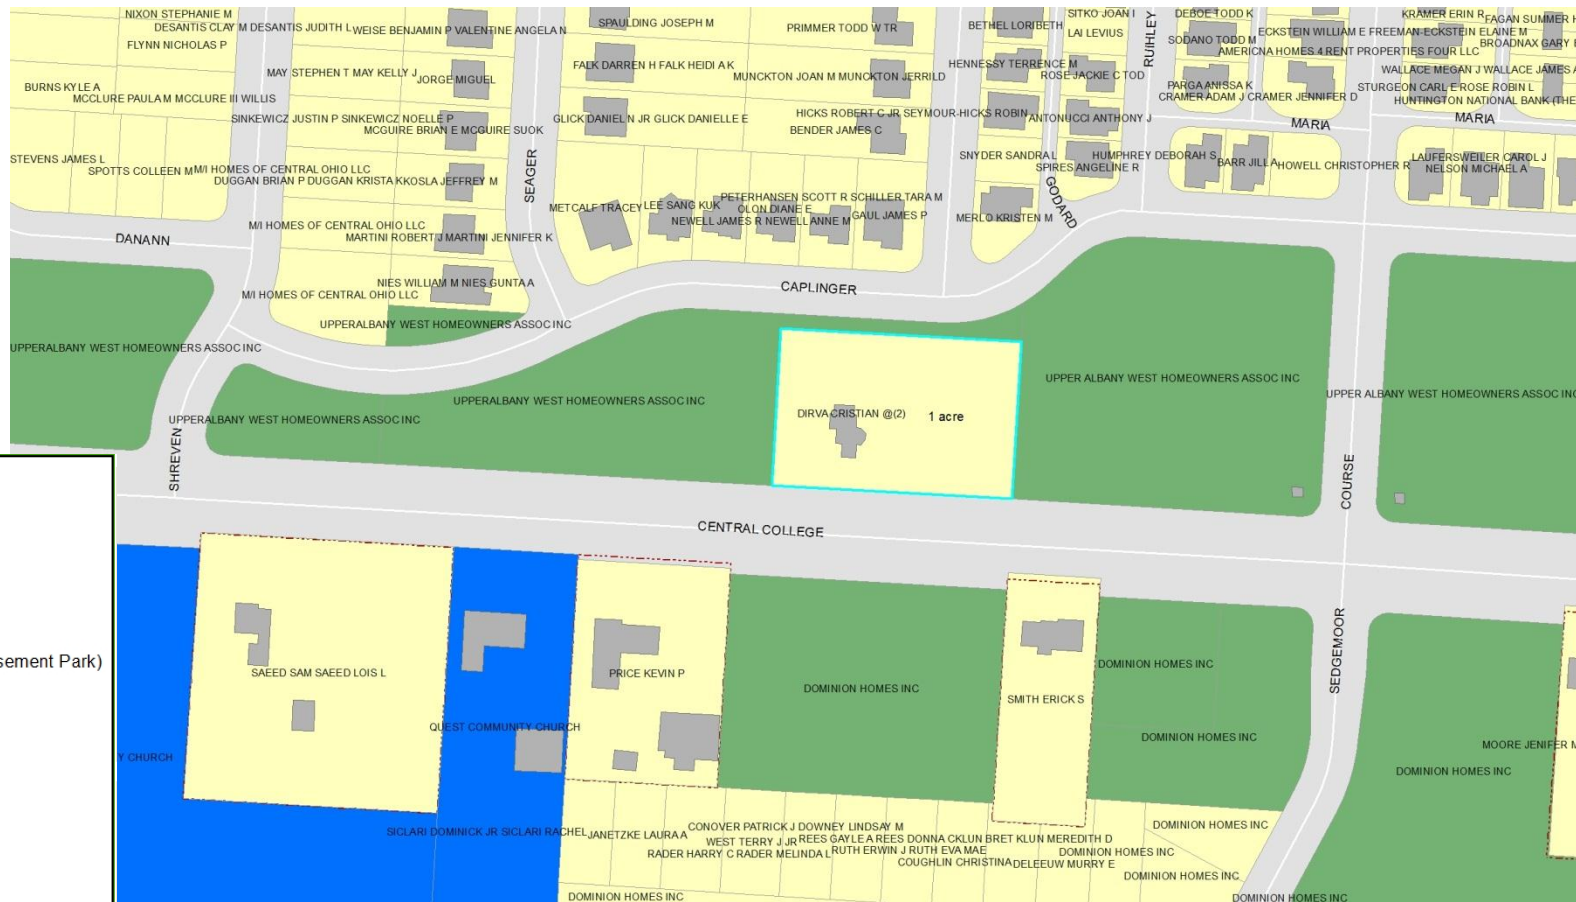 NIXON STEPHANIE M
DESANTIS CLAY M DESANTIS JUDITH L
FLYNN NICHOLAS P
WEISE BENJAMIN P VALENTINE ANGELA N
SPAULDING JOSEPH M
PRIMMER TODD W TR
BETHEL LORIBETH
SITKO JOAN I
LAI LEVIUS
RUIHLEY
DEBOE TODD K
SODANO TODD M
ECKSTEIN WILLIAM E FREEMAN-ECKSTEIN ELAINE M
AMERICNA HOMES 4 RENT PROPERTIES FOUR LLC
KRAMER ERIN R
FAGAN SUMMER
BROADNAX GARY
MAY STEPHEN T MAY KELLY J
JORGE MIGUEL
FALK DARREN H FALK HEIDI A K
MUNCKTON JOAN M MUNCKTON JERRILD
HENNESSY TERRENCE M
ROSE JACKIE C TOD
PARGA ANISSA K
CRAMER ADAM J CRAMER JENNIFER D
WALLACE MEGAN J WALLACE JAMES A
STURGEON CARL E ROSE ROBIN L
HUNTINGTON NATIONAL BANK (THE
BURNS KYLE A
MCCLURE PAULA M MCCLURE III WILLIS
SINKEWICZ JUSTIN P SINKEWICZ NOELLE P
MCGUIRE BRIAN E MCGUIRE SUOK
GLICK DANIEL N JR GLICK DANIELLE E
HICKS ROBERT C JR SEYMOUR-HICKS ROBIN
BENDER JAMES C
ANTONUCCI ANTHONY J
MARIA
MARIA
STEVENS JAMES L
SPOTTS COLLEEN M
M/I HOMES OF CENTRAL OHIO LLC
DUGGAN BRIAN P DUGGAN KRISTA K
KOSLA JEFFREY M
SEAGER
SNYDER SANDRA L
SPIRES ANGELINE R
HUMPHREY DEBORAH S
BARR JILL A
HOWELL CHRISTOPHER R
LAUFERSWEILER CAROL J
NELSON MICHAEL A
GODARD
METCALF TRACEY
LEE SANG KUK
PETERHANSEN SCOTT R SCHILLER TARA M
OLON DIANE E
NEWELL JAMES R NEWELL ANNE M
GAUL JAMES P
MERLO KRISTEN M
DANANN
M/I HOMES OF CENTRAL OHIO LLC
MARTINI ROBERT J MARTINI JENNIFER K
NIES WILLIAM M NIES GUNTA A
M/I HOMES OF CENTRAL OHIO LLC
CAPLINGER
UPPERALBANY WEST HOMEOWNERS ASSOC INC
UPPERALBANY WEST HOMEOWNERS ASSOC INC
UPPERALBANY WEST HOMEOWNERS ASSOC INC
UPPERALBANY WEST HOMEOWNERS ASSOC INC
UPPER ALBANY WEST HOMEOWNERS ASSOC INC
UPPER ALBANY WEST HOMEOWNERS ASSOC INC
DIRVA CRISTIAN @(2)
1 acre
SHREVEN
COURSE
CENTRAL COLLEGE
SEDGEMOOR
sement Park)
SAEED SAM SAEED LOIS L
PRICE KEVIN P
DOMINION HOMES INC
SMITH ERICK S
DOMINION HOMES INC
QUEST COMMUNITY CHURCH
DOMINION HOMES INC
MOORE JENIFER M
Y CHURCH
DOMINION HOMES INC
SICLARI DOMINICK JR SICLARI RACHEL
JANETZKE LAURA A
CONOVER PATRICK J DOWNEY LINDSAY M
WEST TERRY J JR
REES GAYLE A REES DONNA C
KLUN BRET KLUN MEREDITH D
RADER HARRY C RADER MELINDA L
RUTH ERWIN J RUTH EVA MAE
COUGHLIN CHRISTINA
DELEEUW MURRY E
DOMINION HOMES INC
DOMINION HOMES INC
DOMINION HOMES INC
DOMINION HOMES INC
DOMINION HOMES INC